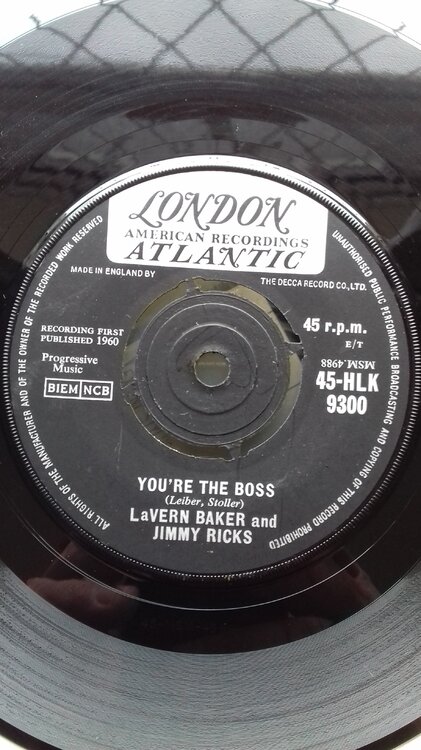 LONDON
AMERICAN RECORDINGS
ATLANTIC
MADE IN ENGLAND BY
THE DECCA RECORD CO., LTD.
ALL RIGHTS OF THE MANUFACTURER AND OF THE OWNER OF THE RECORDED WORK RESERVED
UNAUTHORISED PUBLIC PERFORMANCE BROADCASTING AND COPYING OF THIS RECORD PROHIBITED
RECORDING FIRST
PUBLISHED 1960
Progressive
Music
BIEM NCB
45 r.p.m.
E/T
MSM.4988
45-HLK
9300
YOU'RE THE BOSS
(Leiber, Stoller)
LaVERN BAKER and
JIMMY RICKS